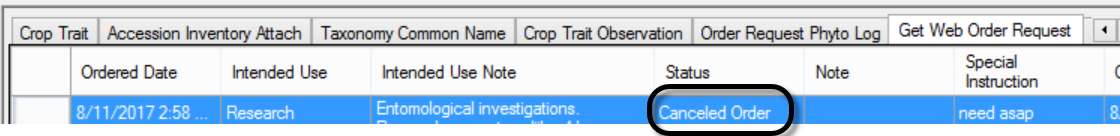 Crop Trait Accession Inventory Attach Taxonomy Common Name Crop Trait Observation Order Request Phyto Log Get Web Order Request
Ordered Date Intended Use Intended Use Note Status Note Special Instruction
8/11/2017 2:58 ... Research Entomological investigations. Canceled Order need asap 8